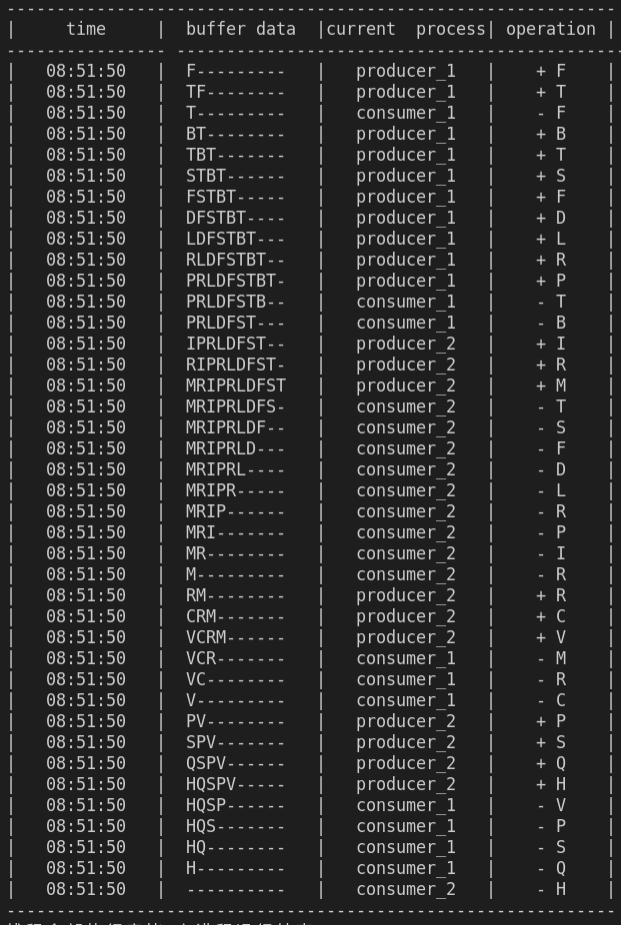 | time | buffer data |current process| operation |
| 08:51:50 | F--------- | producer_1 | + F |
| 08:51:50 | TF-------- | producer_1 | + T |
| 08:51:50 | T--------- | consumer_1 | - F |
| 08:51:50 | BT-------- | producer_1 | + B |
| 08:51:50 | TBT------- | producer_1 | + T |
| 08:51:50 | STBT------ | producer_1 | + S |
| 08:51:50 | FSTBT----- | producer_1 | + F |
| 08:51:50 | DFSTBT---- | producer_1 | + D |
| 08:51:50 | LDFSTBT--- | producer_1 | + L |
| 08:51:50 | RLDFSTBT-- | producer_1 | + R |
| 08:51:50 | PRLDFSTBT- | producer_1 | + P |
| 08:51:50 | PRLDFSTB-- | consumer_1 | - T |
| 08:51:50 | PRLDFST--- | consumer_1 | - B |
| 08:51:50 | IPRLDFST-- | producer_2 | + I |
| 08:51:50 | RIPRLDFST- | producer_2 | + R |
| 08:51:50 | MRIPRLDFST | producer_2 | + M |
| 08:51:50 | MRIPRLDFS- | consumer_2 | - T |
| 08:51:50 | MRIPRLDF-- | consumer_2 | - S |
| 08:51:50 | MRIPRLD--- | consumer_2 | - F |
| 08:51:50 | MRIPRL---- | consumer_2 | - D |
| 08:51:50 | MRIPR----- | consumer_2 | - L |
| 08:51:50 | MRIP------ | consumer_2 | - R |
| 08:51:50 | MRI------- | consumer_2 | - P |
| 08:51:50 | MR-------- | consumer_2 | - I |
| 08:51:50 | M--------- | consumer_2 | - R |
| 08:51:50 | RM-------- | producer_2 | + R |
| 08:51:50 | CRM------- | producer_2 | + C |
| 08:51:50 | VCRM------ | producer_2 | + V |
| 08:51:50 | VCR------- | consumer_1 | - M |
| 08:51:50 | VC-------- | consumer_1 | - R |
| 08:51:50 | V--------- | consumer_1 | - C |
| 08:51:50 | PV-------- | producer_2 | + P |
| 08:51:50 | SPV------- | producer_2 | + S |
| 08:51:50 | QSPV------ | producer_2 | + Q |
| 08:51:50 | HQSPV----- | producer_2 | + H |
| 08:51:50 | HQSP------ | consumer_1 | - V |
| 08:51:50 | HQS------- | consumer_1 | - P |
| 08:51:50 | HQ-------- | consumer_1 | - S |
| 08:51:50 | H--------- | consumer_1 | - Q |
| 08:51:50 | ---------- | consumer_2 | - H |